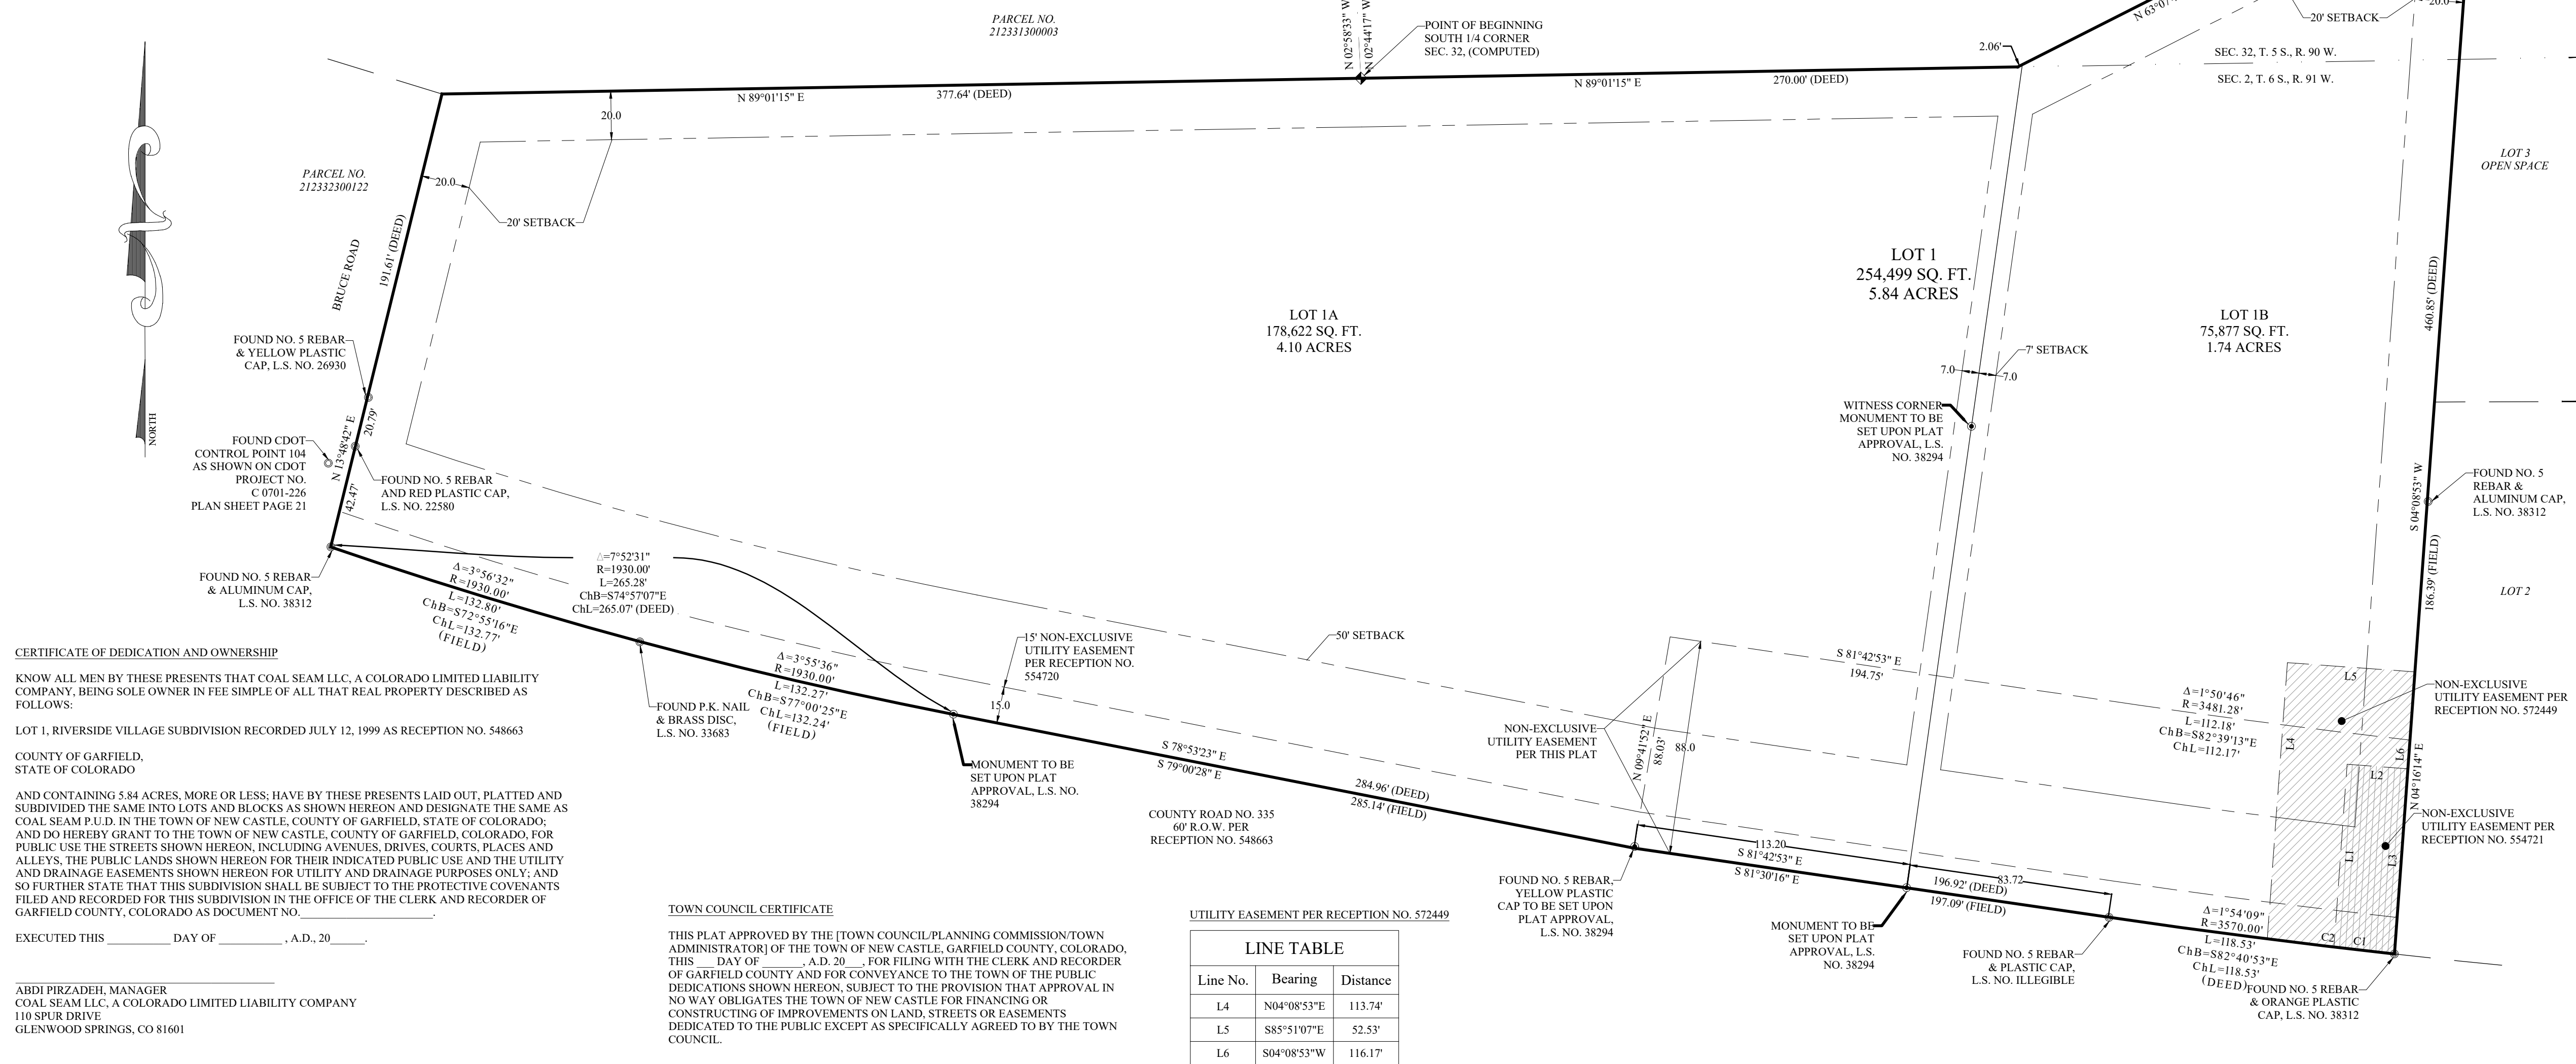 PARCEL NO.
212331300003
N 02°58'33" W
N 02°44'17" W
POINT OF BEGINNING
SOUTH 1/4 CORNER
SEC. 32, (COMPUTED)
2.06'
20' SETBACK
20.0
SEC. 32, T. 5 S., R. 90 W.
SEC. 2, T. 6 S., R. 91 W.
N 89°01'15" E
377.64' (DEED)
N 89°01'15" E
270.00' (DEED)
20.0
PARCEL NO.
212332300122
20.0
20' SETBACK
LOT 3
OPEN SPACE
BRUCE ROAD
191.61' (DEED)
LOT 1
254,499 SQ. FT.
5.84 ACRES
LOT 1A
178,622 SQ. FT.
4.10 ACRES
LOT 1B
75,877 SQ. FT.
1.74 ACRES
460.85' (DEED)
7' SETBACK
7.0
7.0
FOUND NO. 5 REBAR
& YELLOW PLASTIC
CAP, L.S. NO. 26930
NORTH
20.79'
N 13°48'42" E
42.47'
FOUND CDOT
CONTROL POINT 104
AS SHOWN ON CDOT
PROJECT NO.
C 0701-226
PLAN SHEET PAGE 21
FOUND NO. 5 REBAR
AND RED PLASTIC CAP,
L.S. NO. 22580
WITNESS CORNER
MONUMENT TO BE
SET UPON PLAT
APPROVAL, L.S.
NO. 38294
S 04°08'53" W
FOUND NO. 5
REBAR &
ALUMINUM CAP,
L.S. NO. 38312
186.39' (FIELD)
LOT 2
FOUND NO. 5 REBAR
& ALUMINUM CAP,
L.S. NO. 38312
Δ=3°56'32"
R=1930.00'
L=132.80'
ChB=S72°55'16"E
ChL=132.77'
(FIELD)
Δ=7°52'31"
R=1930.00'
L=265.28'
ChB=S74°57'07"E
ChL=265.07' (DEED)
15' NON-EXCLUSIVE
UTILITY EASEMENT
PER RECEPTION NO.
554720
15.0
50' SETBACK
Δ=3°55'36"
R=1930.00'
L=132.27'
ChB=S77°00'25"E
ChL=132.24'
(FIELD)
FOUND P.K. NAIL
& BRASS DISC,
L.S. NO. 33683
MONUMENT TO BE
SET UPON PLAT
APPROVAL, L.S. NO.
38294
S 78°53'23" E
S 79°00'28" E
284.96' (DEED)
285.14' (FIELD)
COUNTY ROAD NO. 335
60' R.O.W. PER
RECEPTION NO. 548663
NON-EXCLUSIVE
UTILITY EASEMENT
PER THIS PLAT
N 09°41'52" E
88.03'
88.0
S 81°42'53" E
194.75'
Δ=1°50'46"
R=3481.28'
L=112.18'
ChB=S82°39'13"E
ChL=112.17'
L5
L4
L6
L2
L1
L3
C2
C1
N 04°16'14" E
NON-EXCLUSIVE
UTILITY EASEMENT PER
RECEPTION NO. 572449
NON-EXCLUSIVE
UTILITY EASEMENT PER
RECEPTION NO. 554721
113.20
S 81°42'53" E
S 81°30'16" E
83.72
196.92' (DEED)
197.09' (FIELD)
FOUND NO. 5 REBAR,
YELLOW PLASTIC
CAP TO BE SET UPON
PLAT APPROVAL,
L.S. NO. 38294
MONUMENT TO BE
SET UPON PLAT
APPROVAL, L.S.
NO. 38294
FOUND NO. 5 REBAR
& PLASTIC CAP,
L.S. NO. ILLEGIBLE
Δ=1°54'09"
R=3570.00'
L=118.53'
ChB=S82°40'53"E
ChL=118.53'
(DEED)
FOUND NO. 5 REBAR
& ORANGE PLASTIC
CAP, L.S. NO. 38312
CERTIFICATE OF DEDICATION AND OWNERSHIP
KNOW ALL MEN BY THESE PRESENTS THAT COAL SEAM LLC, A COLORADO LIMITED LIABILITY
COMPANY, BEING SOLE OWNER IN FEE SIMPLE OF ALL THAT REAL PROPERTY DESCRIBED AS
FOLLOWS:
LOT 1, RIVERSIDE VILLAGE SUBDIVISION RECORDED JULY 12, 1999 AS RECEPTION NO. 548663
COUNTY OF GARFIELD,
STATE OF COLORADO
AND CONTAINING 5.84 ACRES, MORE OR LESS; HAVE BY THESE PRESENTS LAID OUT, PLATTED AND
SUBDIVIDED THE SAME INTO LOTS AND BLOCKS AS SHOWN HEREON AND DESIGNATE THE SAME AS
COAL SEAM P.U.D. IN THE TOWN OF NEW CASTLE, COUNTY OF GARFIELD, STATE OF COLORADO;
AND DO HEREBY GRANT TO THE TOWN OF NEW CASTLE, COUNTY OF GARFIELD, COLORADO, FOR
PUBLIC USE THE STREETS SHOWN HEREON, INCLUDING AVENUES, DRIVES, COURTS, PLACES AND
ALLEYS, THE PUBLIC LANDS SHOWN HEREON FOR THEIR INDICATED PUBLIC USE AND THE UTILITY
AND DRAINAGE EASEMENTS SHOWN HEREON FOR UTILITY AND DRAINAGE PURPOSES ONLY; AND
SO FURTHER STATE THAT THIS SUBDIVISION SHALL BE SUBJECT TO THE PROTECTIVE COVENANTS
FILED AND RECORDED FOR THIS SUBDIVISION IN THE OFFICE OF THE CLERK AND RECORDER OF
GARFIELD COUNTY, COLORADO AS DOCUMENT NO.______________________.
EXECUTED THIS __________ DAY OF __________ , A.D., 20_____.
ABDI PIRZADEH, MANAGER
COAL SEAM LLC, A COLORADO LIMITED LIABILITY COMPANY
110 SPUR DRIVE
GLENWOOD SPRINGS, CO 81601
TOWN COUNCIL CERTIFICATE
THIS PLAT APPROVED BY THE [TOWN COUNCIL/PLANNING COMMISSION/TOWN
ADMINISTRATOR] OF THE TOWN OF NEW CASTLE, GARFIELD COUNTY, COLORADO,
THIS ___ DAY OF _______, A.D. 20___, FOR FILING WITH THE CLERK AND RECORDER
OF GARFIELD COUNTY AND FOR CONVEYANCE TO THE TOWN OF THE PUBLIC
DEDICATIONS SHOWN HEREON, SUBJECT TO THE PROVISION THAT APPROVAL IN
NO WAY OBLIGATES THE TOWN OF NEW CASTLE FOR FINANCING OR
CONSTRUCTING OF IMPROVEMENTS ON LAND, STREETS OR EASEMENTS
DEDICATED TO THE PUBLIC EXCEPT AS SPECIFICALLY AGREED TO BY THE TOWN
COUNCIL.
UTILITY EASEMENT PER RECEPTION NO. 572449
LINE TABLE
Line No. Bearing Distance
L4 N04°08'53"E 113.74'
L5 S85°51'07"E 52.53'
L6 S04°08'53"W 116.17'